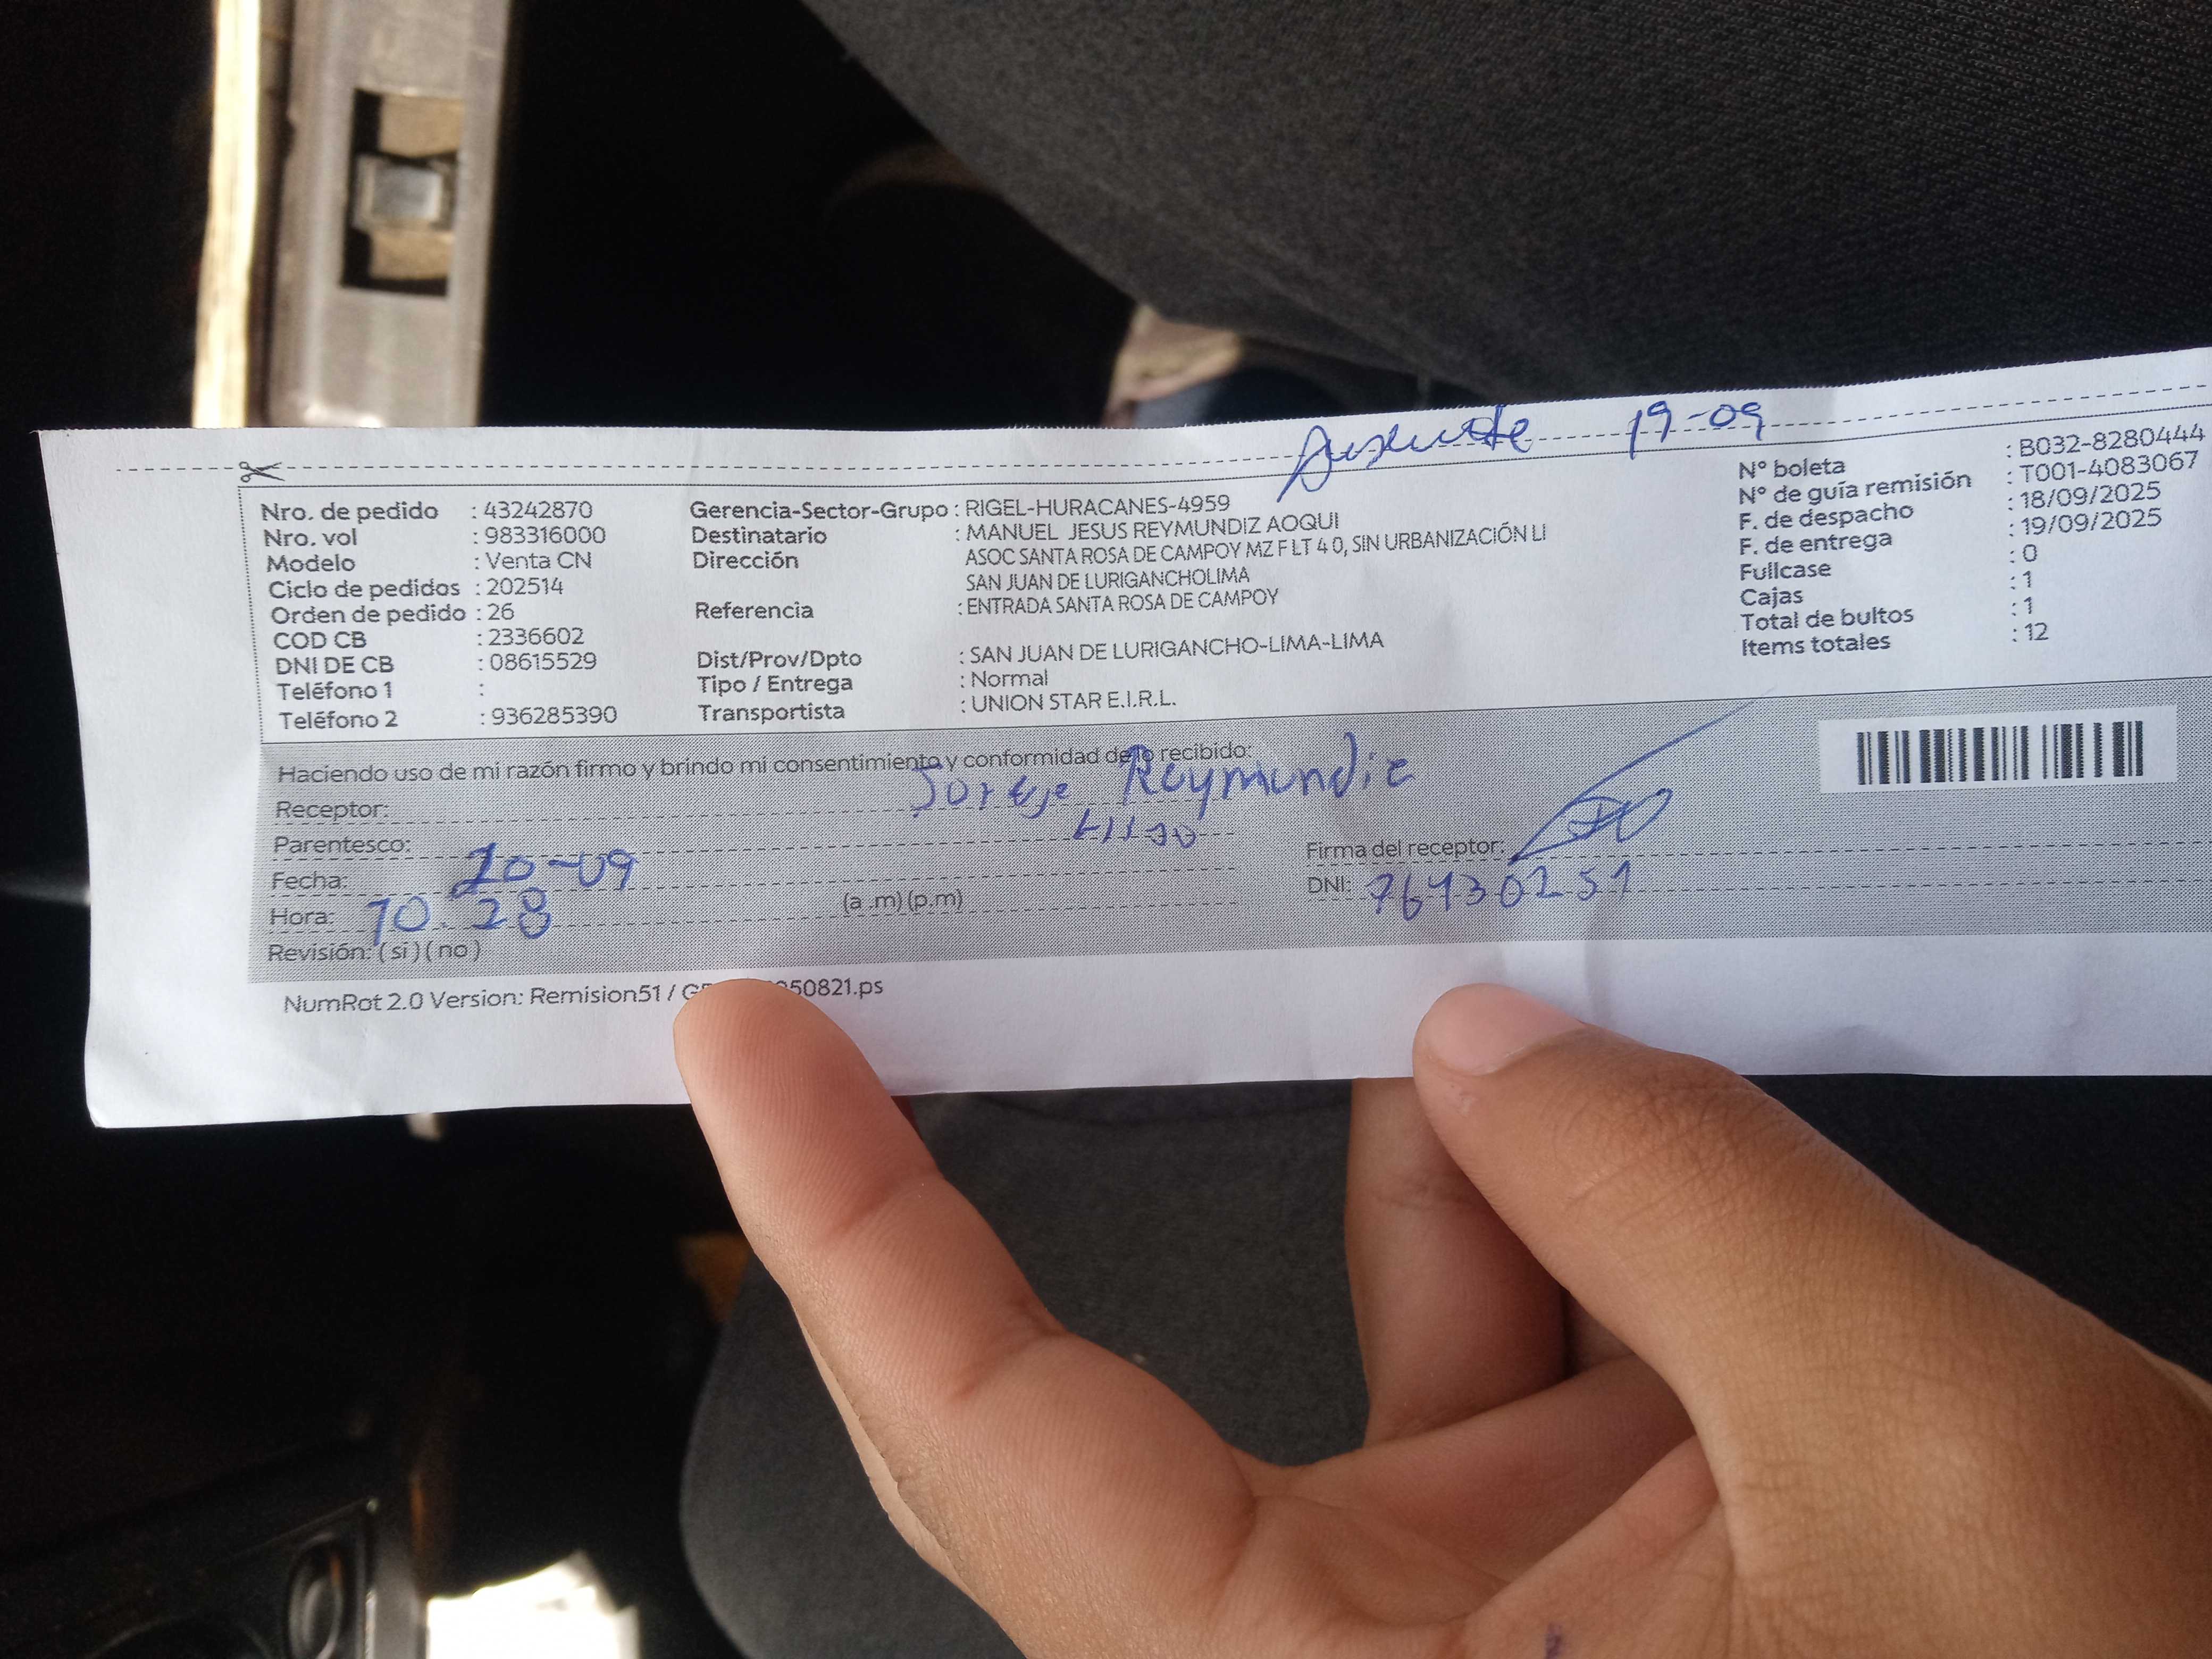 Ausente 19-09
Nro. de pedido : 43242870
Nro. vol : 983316000
Modelo : Venta CN
Ciclo de pedidos : 202514
Orden de pedido : 26
COD CB : 2336602
DNI DE CB : 08615529
Teléfono 1 :
Teléfono 2 : 936285390
Gerencia-Sector-Grupo : RIGEL-HURACANES-4959
Destinatario : MANUEL JESUS REYMUNDIZ AOQUI
Dirección ASOC SANTA ROSA DE CAMPOY MZ F LT 4 0, SIN URBANIZACIÓN LI
SAN JUAN DE LURIGANCHOLIMA
Referencia : ENTRADA SANTA ROSA DE CAMPOY
Dist/Prov/Dpto : SAN JUAN DE LURIGANCHO-LIMA-LIMA
Tipo / Entrega : Normal
Transportista : UNION STAR E.I.R.L.
N° boleta : B032-8280444
N° de guía remisión : T001-4083067
F. de despacho : 18/09/2025
F. de entrega : 19/09/2025
Fullcase : 0
Cajas : 1
Total de bultos : 1
Items totales : 12
Haciendo uso de mi razón firmo y brindo mi consentimiento y conformidad de lo recibido:
Receptor: Jorge Reymundiz
Parentesco: HIJO
Fecha: 20-09
Hora: 10:28 (a .m) (p.m)
Revisión: ( si ) ( no )
Firma del receptor:
DNI: 76430251
NumRot 2.0 Version: Remision51 / 50821.ps